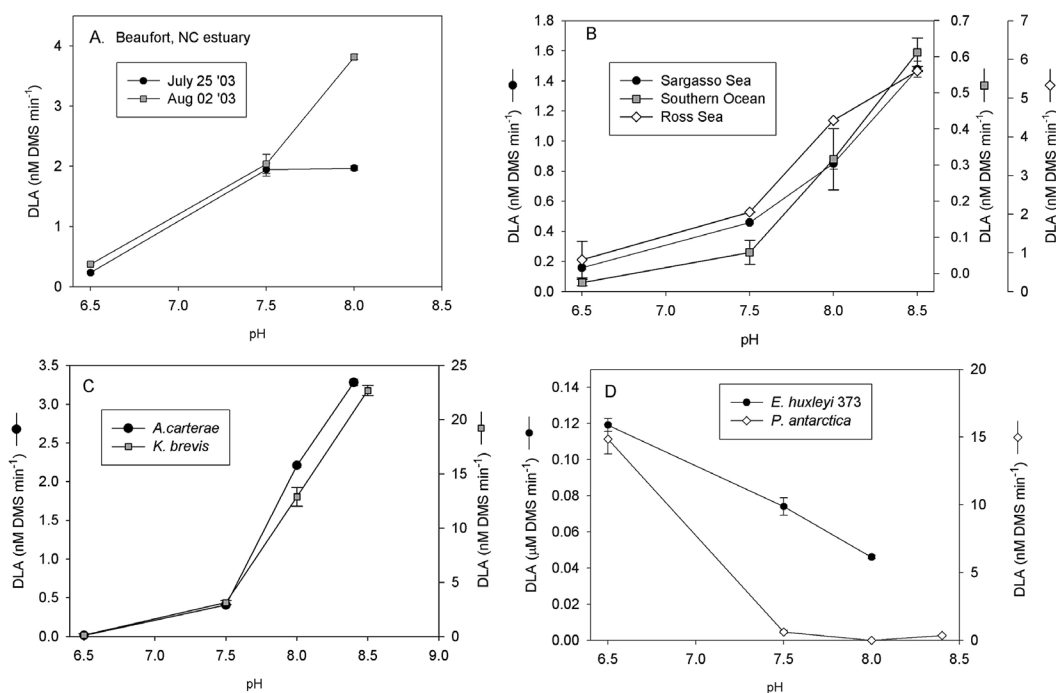 A. Beaufort, NC estuary
July 25 '03
Aug 02 '03
DLA (nM DMS min-1)
4
3
2
1
0
6.5 7.0 7.5 8.0
pH
B
Sargasso Sea
Southern Ocean
Ross Sea
DLA (nM DMS min-1)
1.8
1.6
1.4
1.2
1.0
0.8
0.6
0.4
0.2
0.0
0.7
0.6
0.5
0.4
0.3
0.2
0.1
0.0
DLA (nM DMS min-1)
7
6
5
4
3
2
1
0
DLA (nM DMS min-1)
6.5 7.0 7.5 8.0 8.5
pH
C
A.carterae
K. brevis
DLA (nM DMS min-1)
3.5
3.0
2.5
2.0
1.5
1.0
0.5
0.0
25
20
15
10
5
0
DLA (nM DMS min-1)
6.5 7.0 7.5 8.0 8.5 9.0
pH
D
E. huxleyi 373
P. antarctica
DLA (μM DMS min-1)
0.14
0.12
0.10
0.08
0.06
0.04
0.02
0.00
20
15
10
5
0
DLA (nM DMS min-1)
6.5 7.0 7.5 8.0 8.5
pH